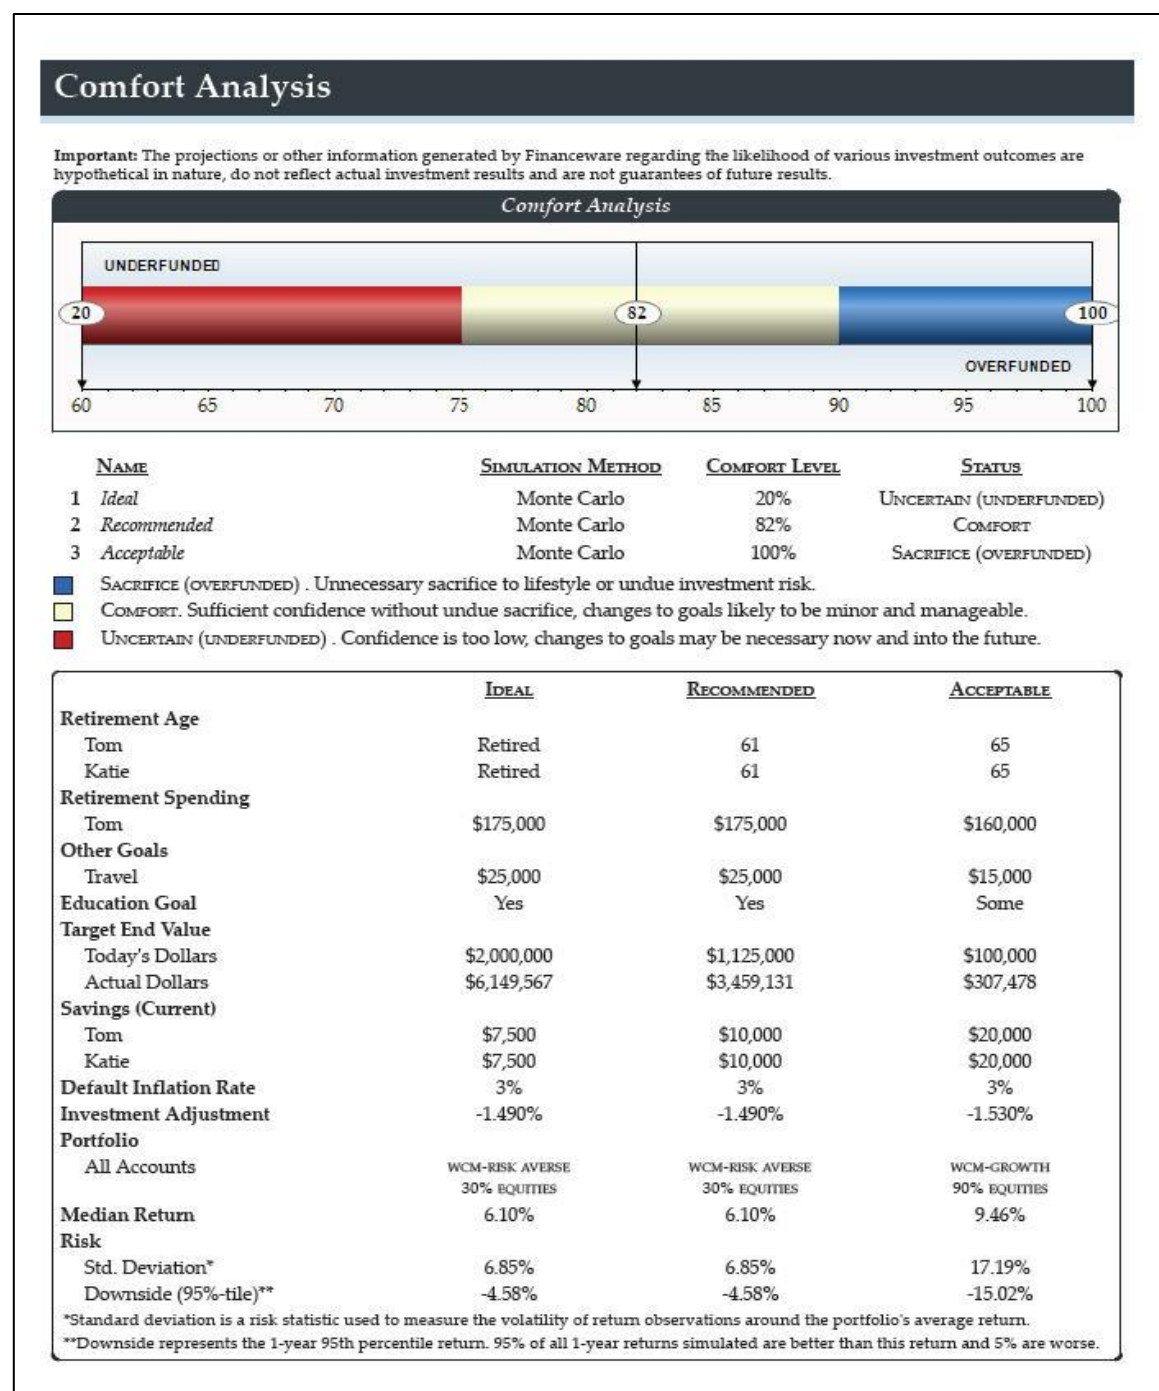 Comfort Analysis
Important: The projections or other information generated by Financeware regarding the likelihood of various investment outcomes are
hypothetical in nature, do not reflect actual investment results and are not guarantees of future results.
Comfort Analysis
UNDERFUNDED
20 82 100
OVERFUNDED
60 65 70 75 80 85 90 95 100
NAME SIMULATION METHOD COMFORT LEVEL STATUS
1 Ideal Monte Carlo 20% UNCERTAIN (UNDERFUNDED)
2 Recommended Monte Carlo 82% COMFORT
3 Acceptable Monte Carlo 100% SACRIFICE (OVERFUNDED)
SACRIFICE (OVERFUNDED) . Unnecessary sacrifice to lifestyle or undue investment risk.
COMFORT. Sufficient confidence without undue sacrifice, changes to goals likely to be minor and manageable.
UNCERTAIN (UNDERFUNDED) . Confidence is too low, changes to goals may be necessary now and into the future.
IDEAL RECOMMENDED ACCEPTABLE
Retirement Age
Tom Retired 61 65
Katie Retired 61 65
Retirement Spending
Tom $175,000 $175,000 $160,000
Other Goals
Travel $25,000 $25,000 $15,000
Education Goal Yes Yes Some
Target End Value
Today's Dollars $2,000,000 $1,125,000 $100,000
Actual Dollars $6,149,567 $3,459,131 $307,478
Savings (Current)
Tom $7,500 $10,000 $20,000
Katie $7,500 $10,000 $20,000
Default Inflation Rate 3% 3% 3%
Investment Adjustment -1.490% -1.490% -1.530%
Portfolio
All Accounts WCM-RISK AVERSE WCM-RISK AVERSE WCM-GROWTH
30% EQUITIES 30% EQUITIES 90% EQUITIES
Median Return 6.10% 6.10% 9.46%
Risk
Std. Deviation* 6.85% 6.85% 17.19%
Downside (95%-tile)** -4.58% -4.58% -15.02%
*Standard deviation is a risk statistic used to measure the volatility of return observations around the portfolio's average return.
**Downside represents the 1-year 95th percentile return. 95% of all 1-year returns simulated are better than this return and 5% are worse.